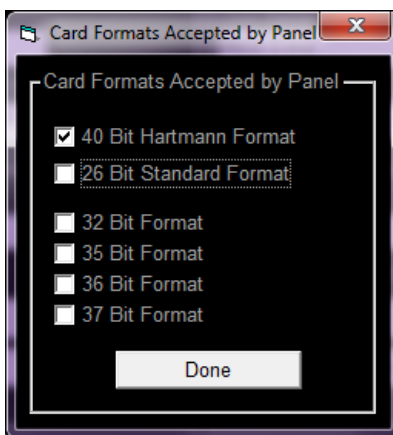 Card Formats Accepted by Panel
Card Formats Accepted by Panel
40 Bit Hartmann Format
26 Bit Standard Format
32 Bit Format
35 Bit Format
36 Bit Format
37 Bit Format
Done